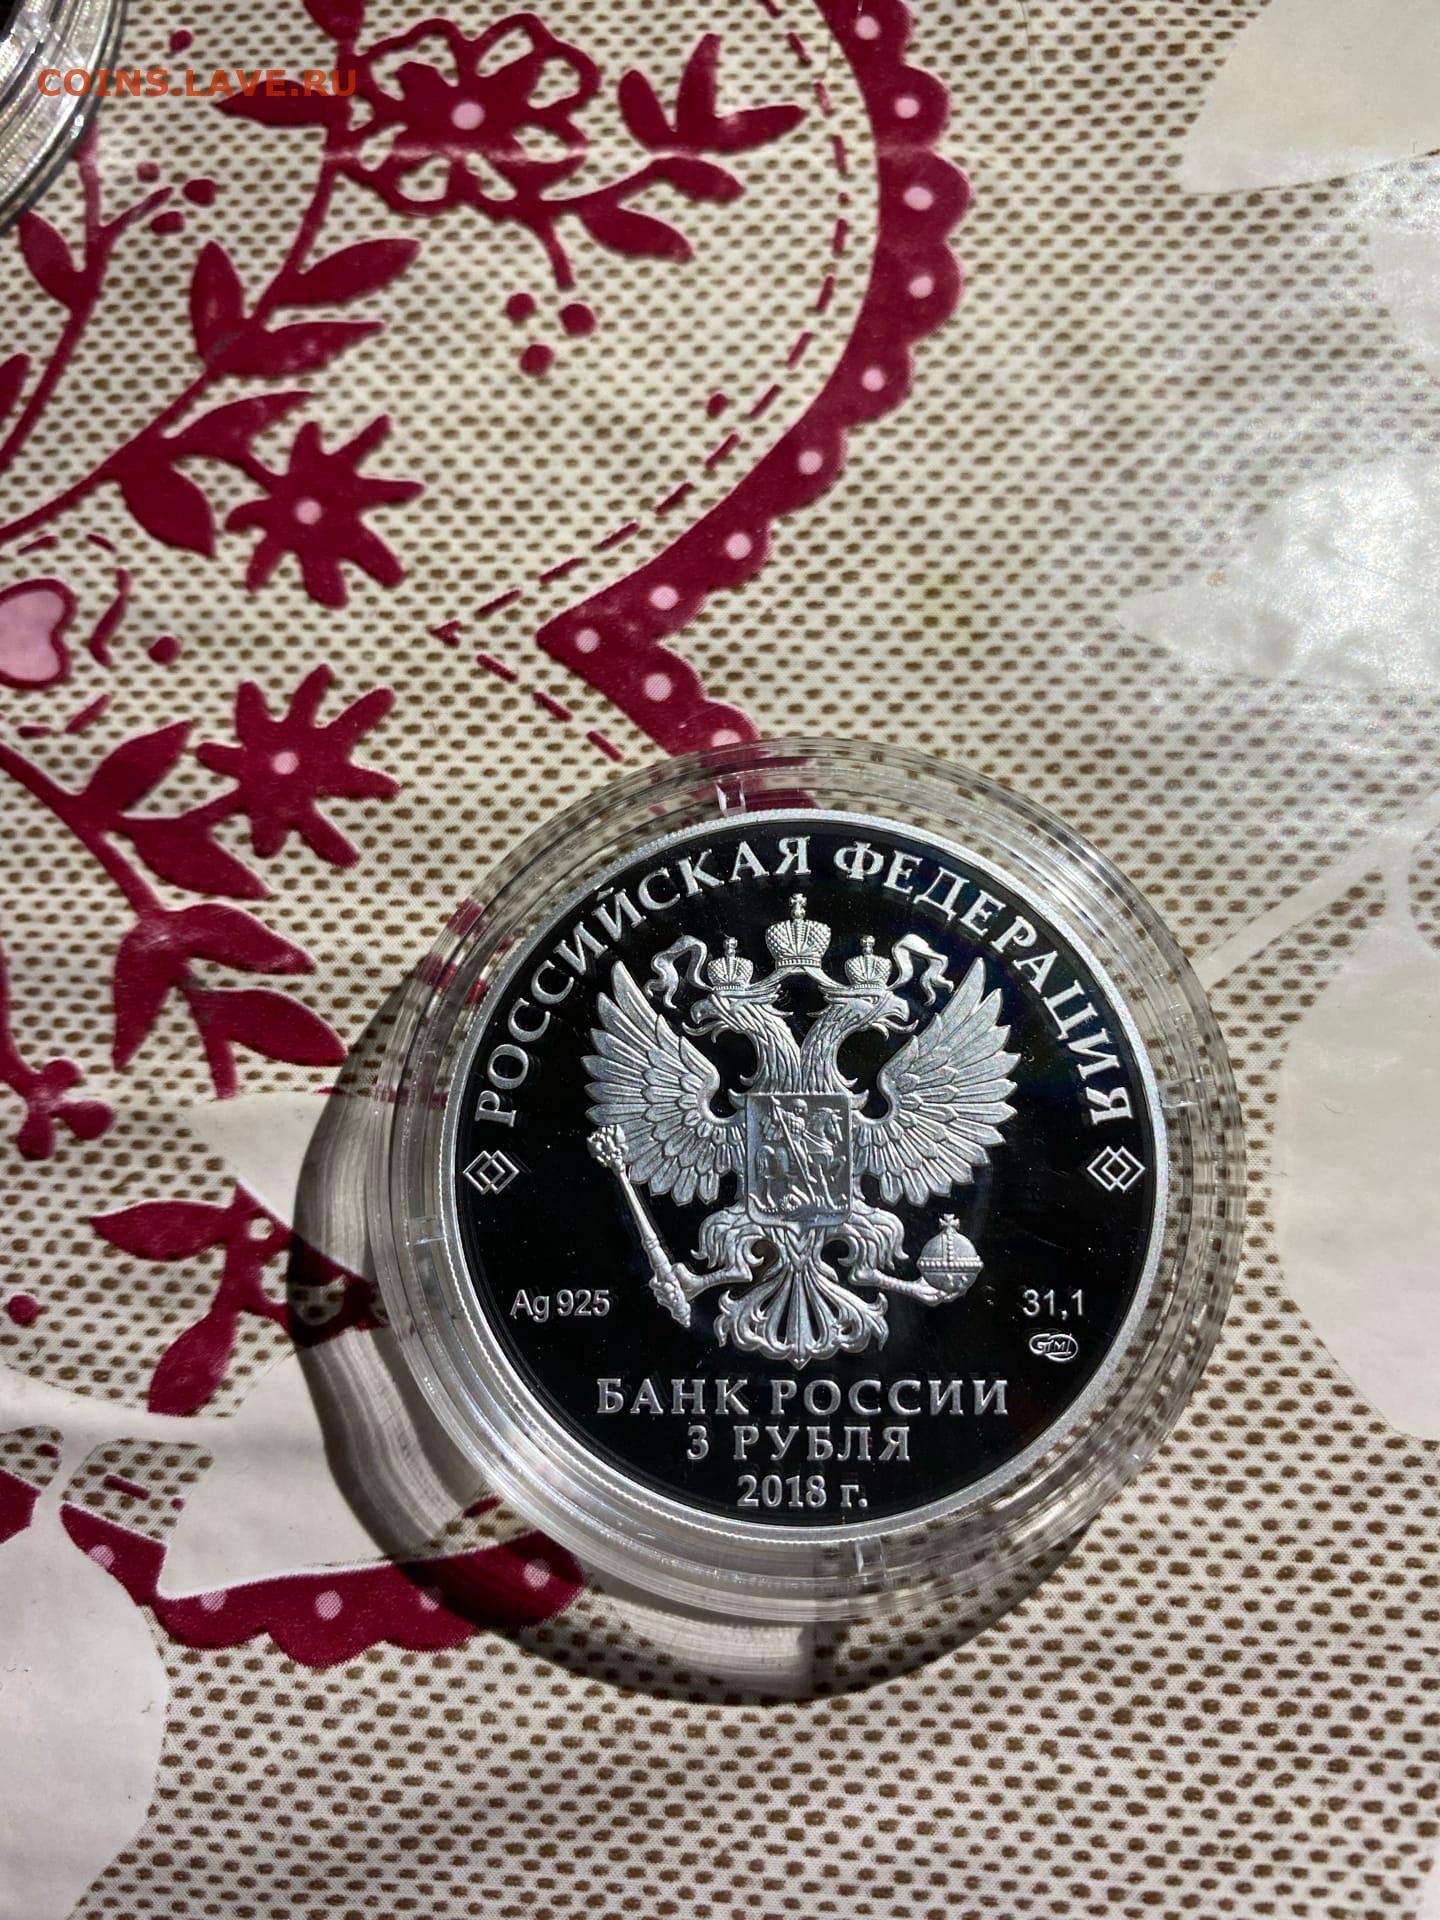 COINS.LAVE.RU
РОССИЙСКАЯ ФЕДЕРАЦИЯ
Ag 925
31,1
БАНК РОССИИ
3 РУБЛЯ
2018 г.